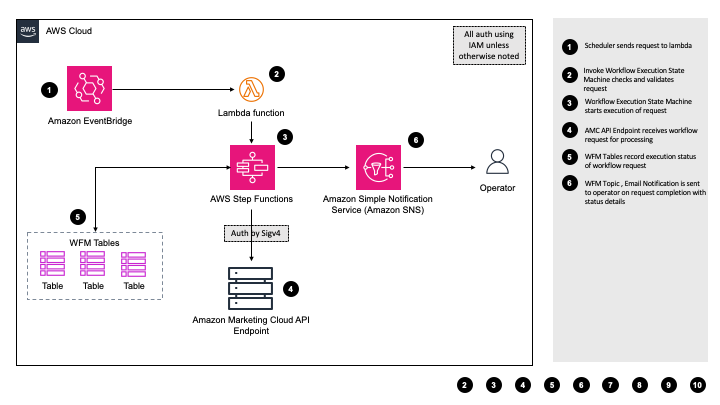 aws
AWS Cloud
All auth using
IAM unless
otherwise noted
1
Amazon EventBridge
2
Lambda function
3
AWS Step Functions
6
Amazon Simple Notification
Service (Amazon SNS)
Operator
5
WFM Tables
Table
Table
Table
Auth by Sigv4
4
Amazon Marketing Cloud API
Endpoint
1 Scheduler sends request to lambda
2 Invoke Workflow Execution State
Machine checks and validates
request
3 Workflow Execution State Machine
starts execution of request
4 AMC API Endpoint receives workflow
request for processing
5 WFM Tables record execution status
of workflow request
6 WFM Topic , Email Notification is sent
to operator on request completion with
status details
2 3 4 5 6 7 8 9 10